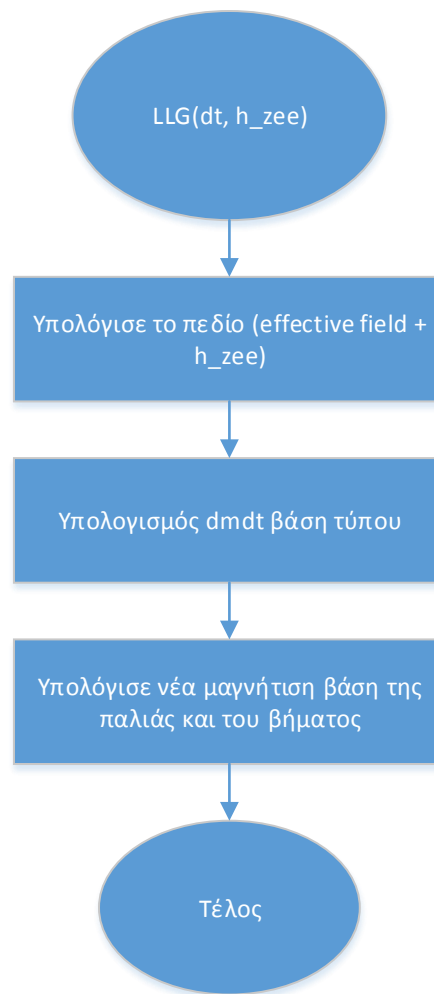 LLG(dt, h_zee)
Υπολόγισε το πεδίο (effective field +
h_zee)
Υπολογισμός dmdt βάση τύπου
Υπολόγισε νέα μαγνήτιση βάση της
παλιάς και του βήματος
Τέλος